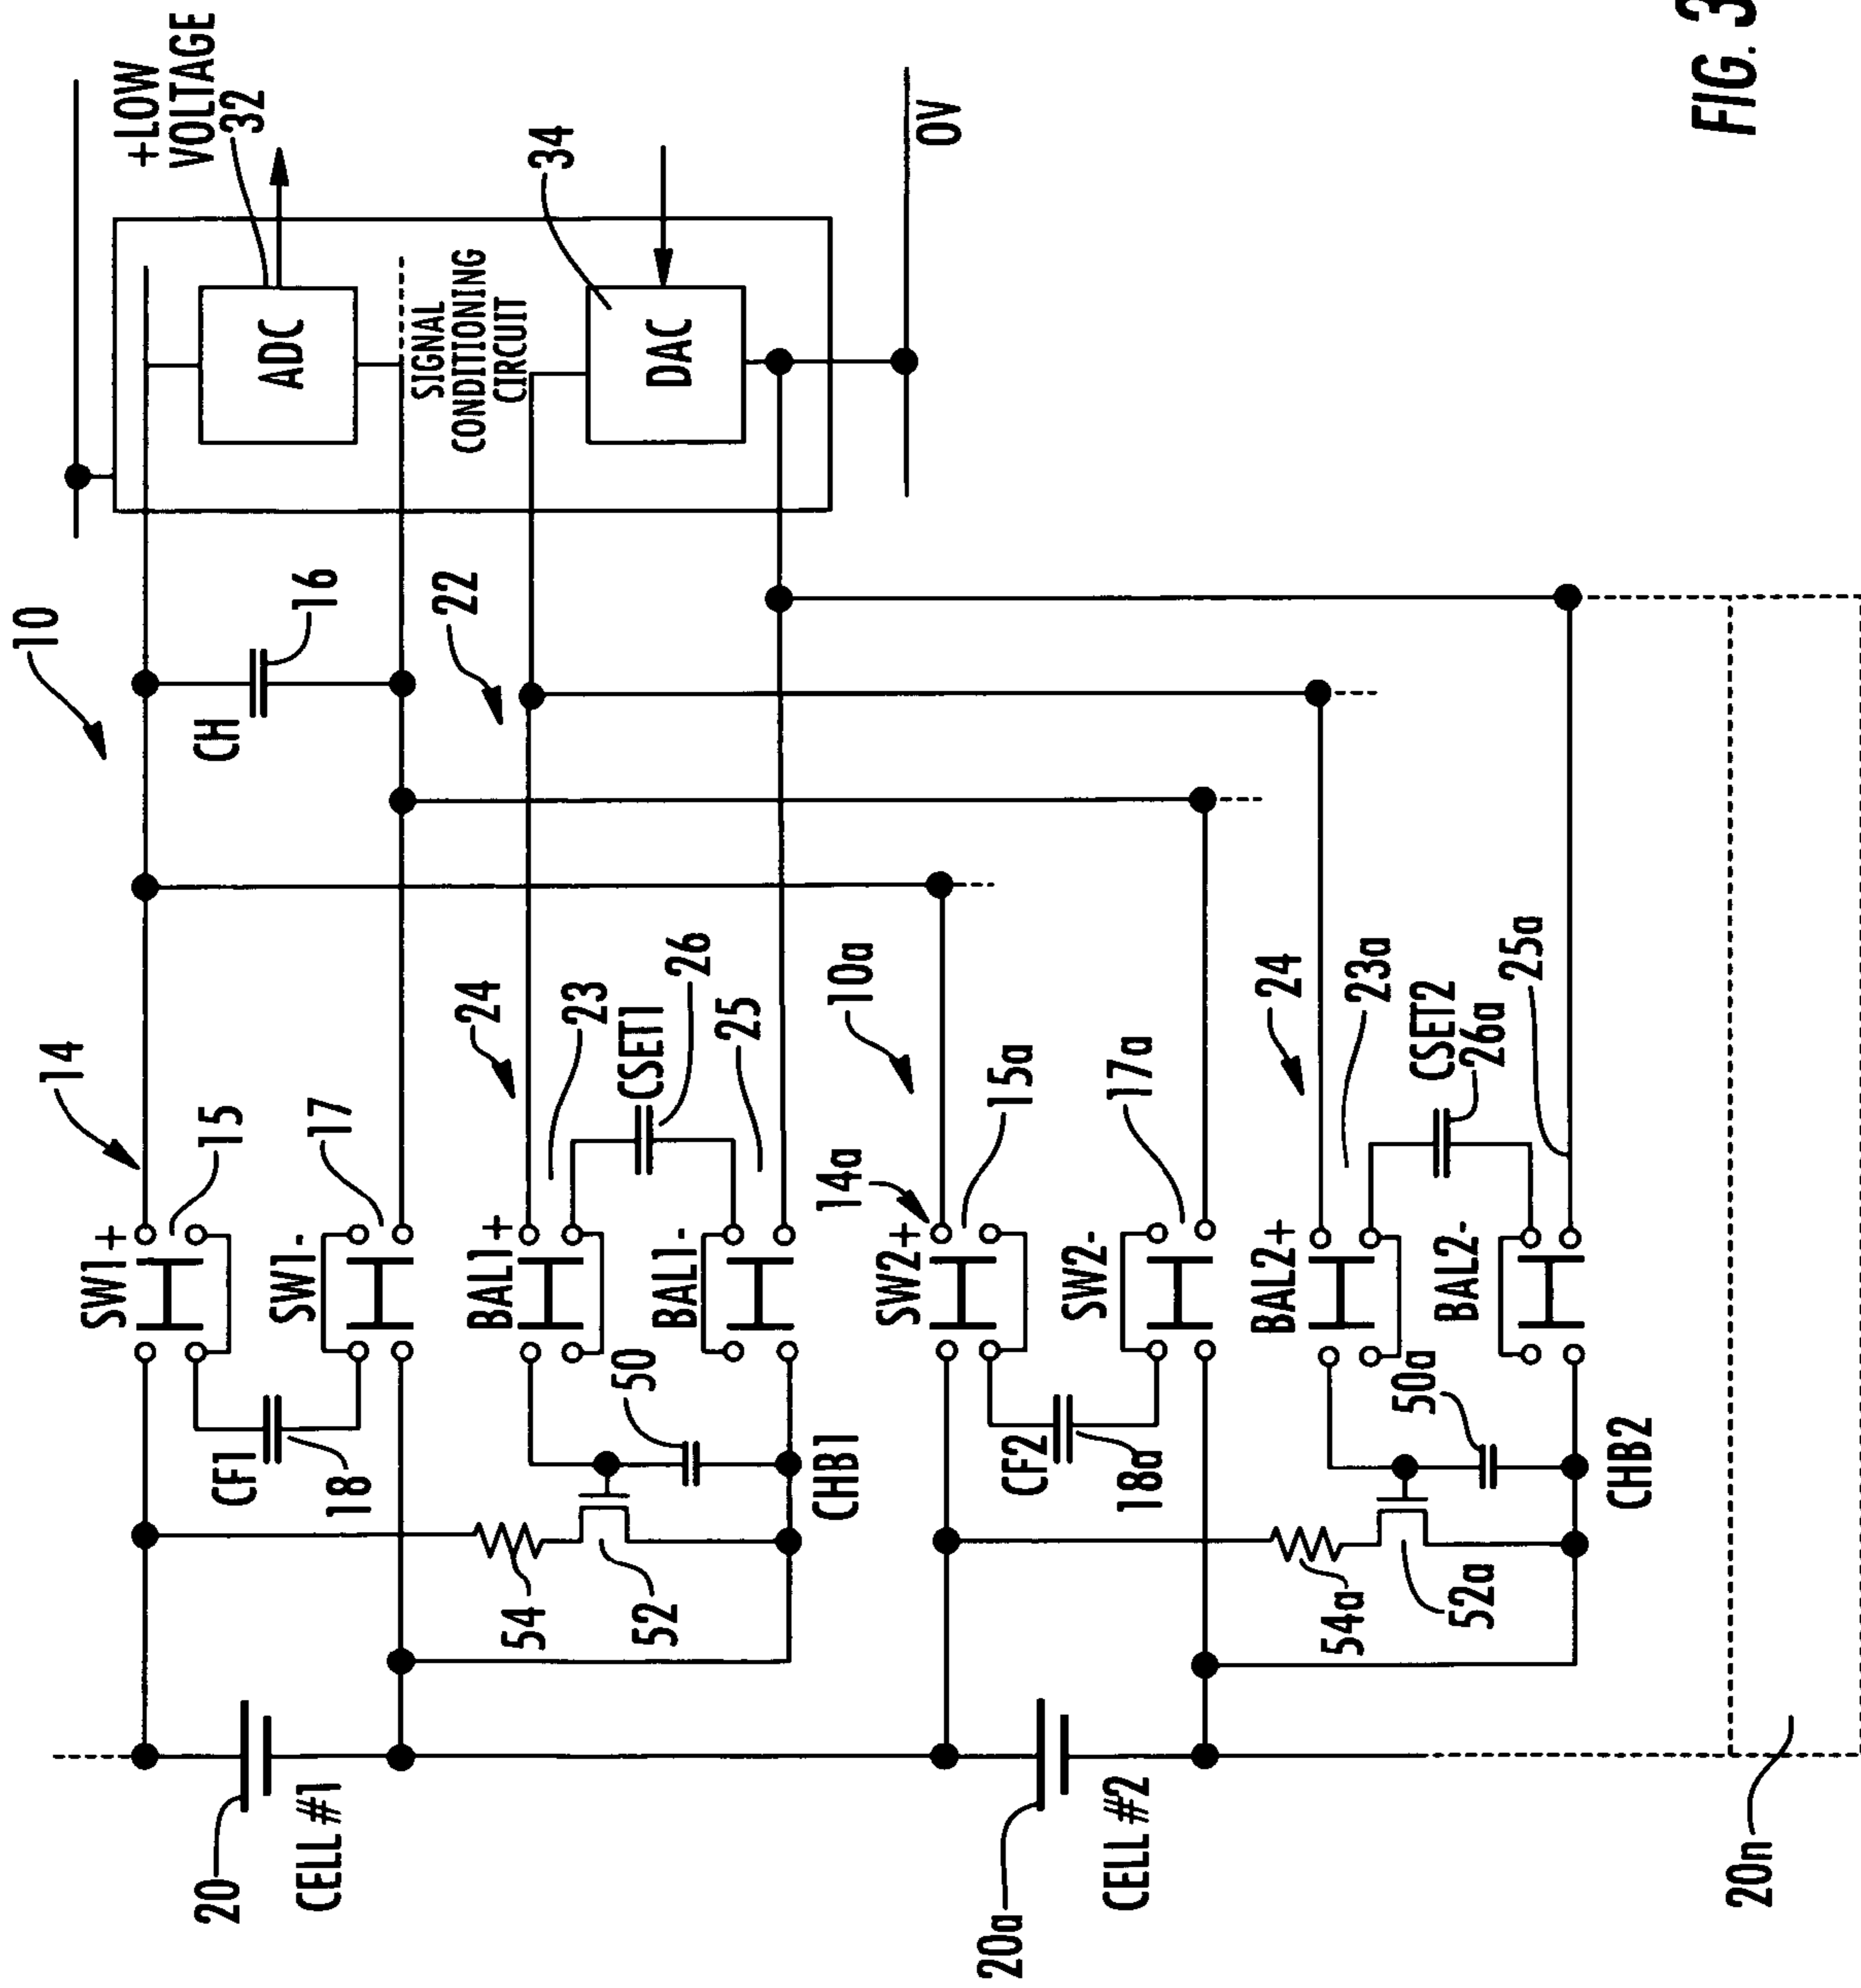 10
+LOW
VOLTAGE
32
14
SW1+
15
CH
16
ADC
20
CELL #1
CF1
18
SW1-
17
22
SIGNAL
CONDITIONING
CIRCUIT
34
DAC
0V
54
52
50
BAL1+
24
23
CSET1
26
BAL1-
25
CHB1
10a
14a
SW2+
15a
20a
CELL #2
CF2
18a
SW2-
17a
24
54a
52a
50a
BAL2+
23a
CSET2
26a
BAL2-
25a
CHB2
20n
FIG. 3